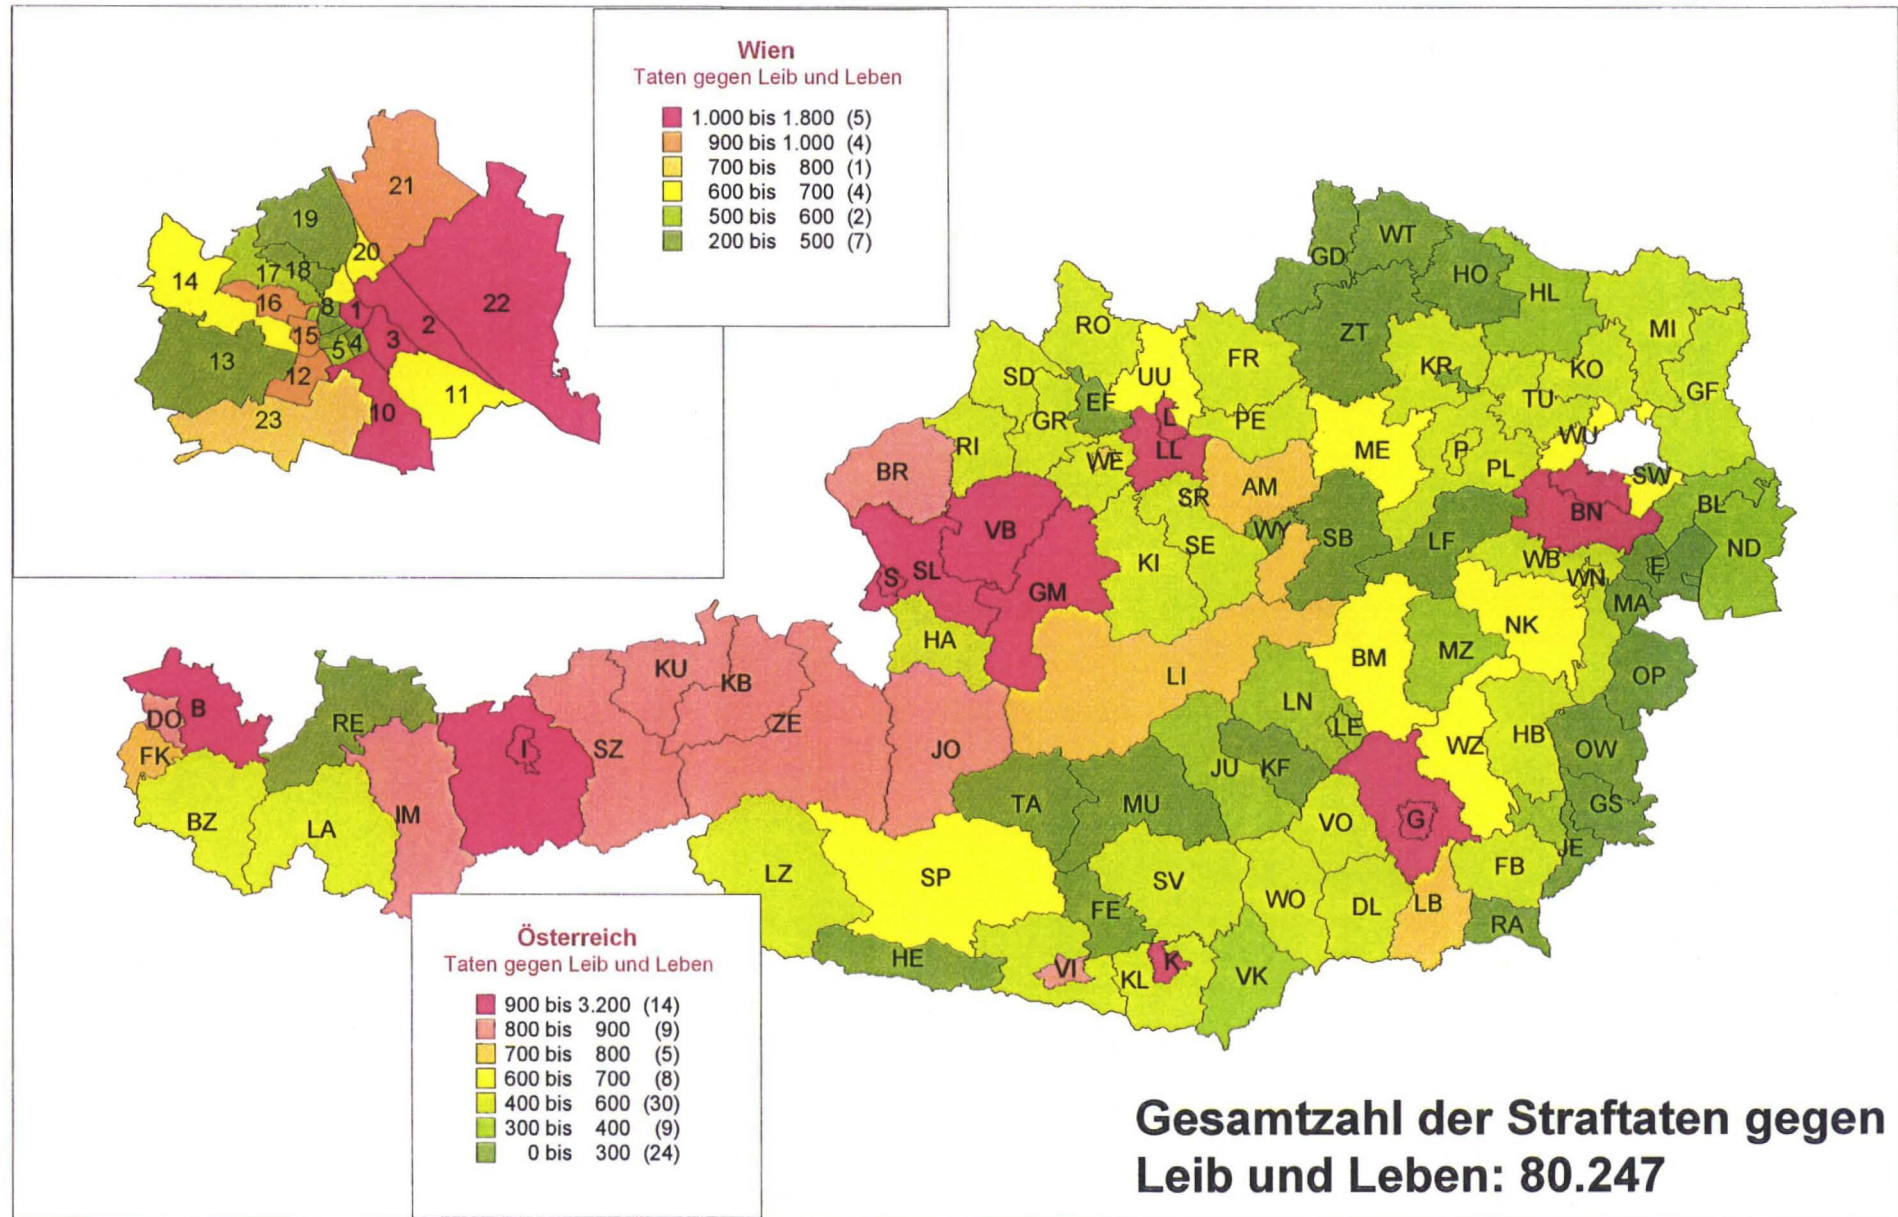 Wien
Taten gegen Leib und Leben
1.000 bis 1.800 (5)
900 bis 1.000 (4)
700 bis 800 (1)
600 bis 700 (4)
500 bis 600 (2)
200 bis 500 (7)
21
19
20
14
17 18
22
16
8
1
2
15
5 4
3
13
12
11
10
23
WT
GD
HO
HL
ZT
RO
MI
FR
UU
KR
KO
SD
GF
EF
TU
GR
L
PE
WU
RI
WE
LL
ME
P
PL
BR
SW
AM
SR
BL
BN
VB
WY
SB
LF
SE
ND
WB
KI
E
S SL
WN
GM
MA
NK
HA
MZ
BM
KU
OP
LI
KB
LN
B
DO
RE
ZE
LE
HB
I
SZ
JO
WZ
OW
FK
JU KF
TA
MU
GS
IM
BZ
LA
VO
G
JE
FB
LZ
SP
SV
WO
DL
LB
FE
RA
HE
VI
K
KL
VK
Österreich
Taten gegen Leib und Leben
900 bis 3.200 (14)
800 bis 900 (9)
700 bis 800 (5)
600 bis 700 (8)
400 bis 600 (30)
300 bis 400 (9)
0 bis 300 (24)
Gesamtzahl der Straftaten gegen
Leib und Leben: 80.247